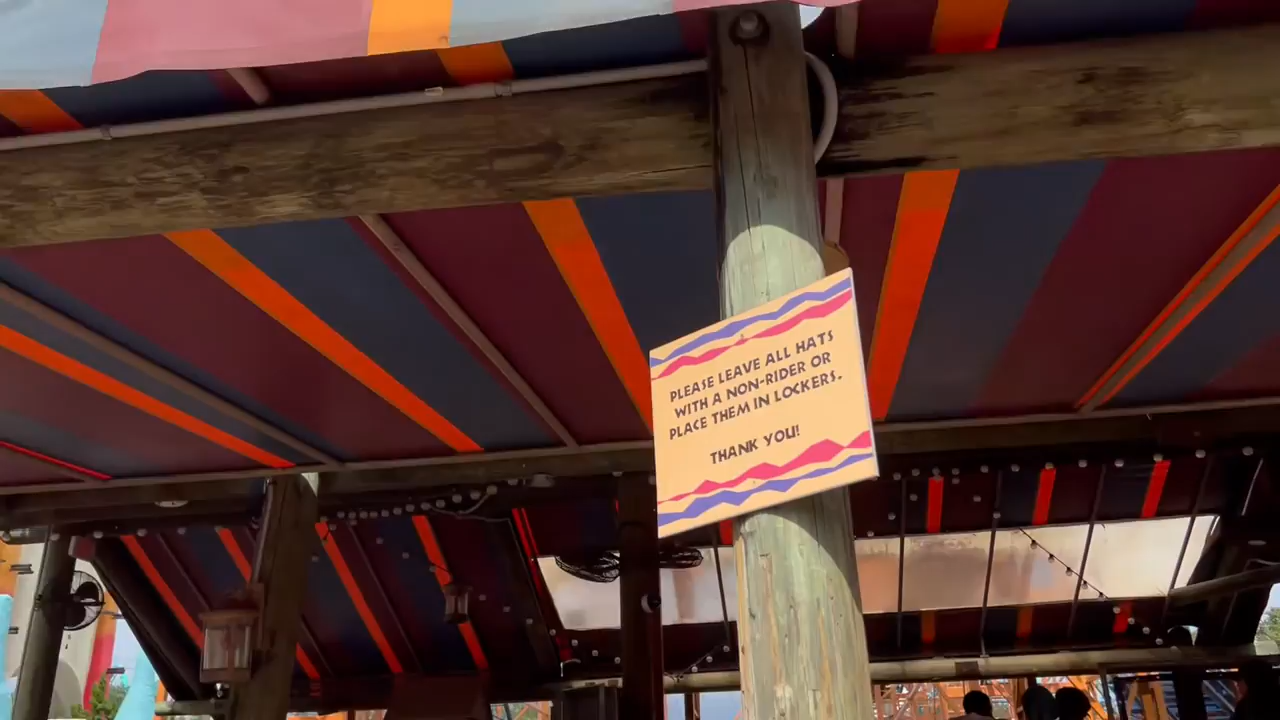 PLEASE LEAVE ALL HATS
WITH A NON-RIDER OR
PLACE THEM IN LOCKERS.
THANK YOU!